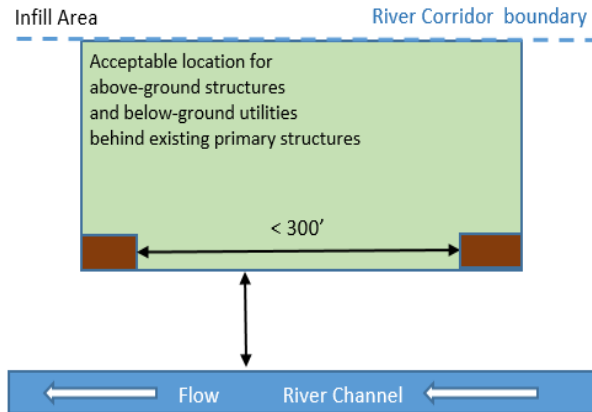 Infill Area
River Corridor boundary
Acceptable location for
above-ground structures
and below-ground utilities
behind existing primary structures
< 300’
Flow
River Channel